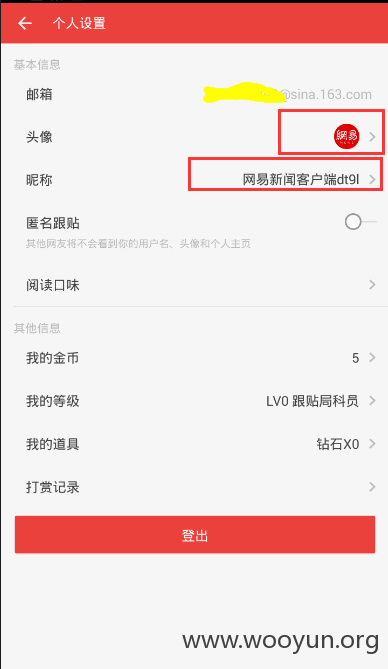 个人设置
基本信息
邮箱 @sina.163.com
头像 網易
昵称 网易新闻客户端dt9l
匿名跟贴
其他网友将不会看到你的用户名、头像和个人主页
阅读口味
其他信息
我的金币 5
我的等级 LV0 跟贴局科员
我的道具 钻石X0
打赏记录
登出
www.wooyun.org